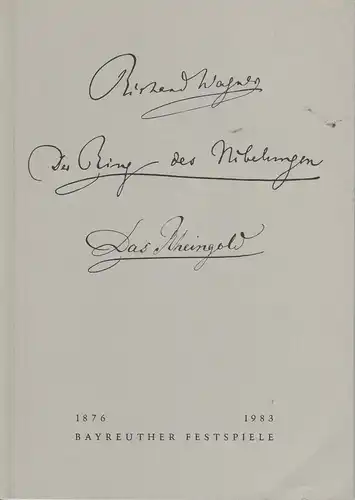 Richard Wagner
Der Ring des Nibelungen
Das Rheingold
1876 1983
BAYREUTHER FESTSPIELE